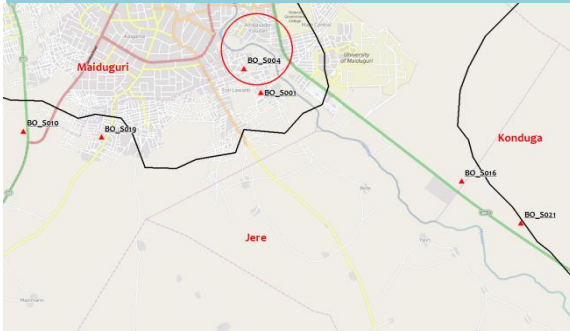 Maiduguri
BO_S004
University
of
Maiduguri
BO_S001
BO_S010
BO_S019
Konduga
BO_S016
BO_S021
Jere